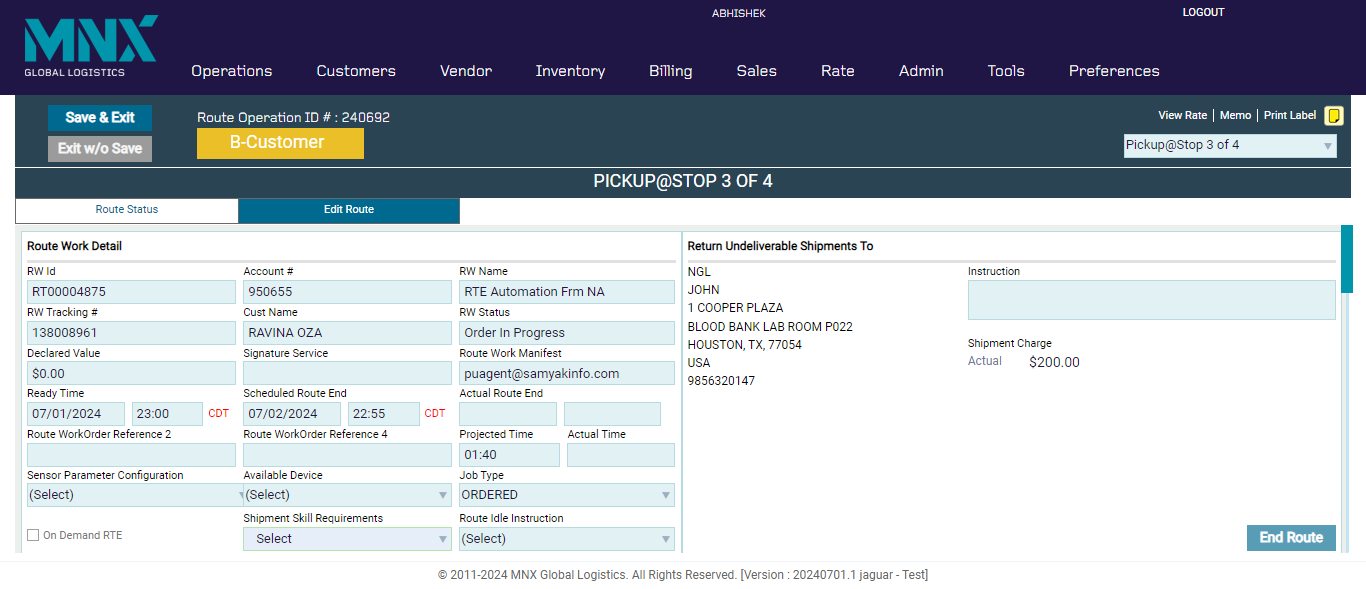 MNX
GLOBAL LOGISTICS
ABHISHEK
LOGOUT
Operations Customers Vendor Inventory Billing Sales Rate Admin Tools Preferences
Save & Exit
Exit w/o Save
Route Operation ID # : 240692
B-Customer
View Rate | Memo | Print Label
Pickup@Stop 3 of 4
PICKUP@STOP 3 OF 4
Route Status Edit Route
Route Work Detail
RW Id Account # RW Name
RT00004875 950655 RTE Automation Frm NA
RW Tracking # Cust Name RW Status
138008961 RAVINA OZA Order In Progress
Declared Value Signature Service Route Work Manifest
$0.00 puagent@samyakinfo.com
Ready Time Scheduled Route End Actual Route End
07/01/2024 23:00 CDT 07/02/2024 22:55 CDT
Route WorkOrder Reference 2 Route WorkOrder Reference 4 Projected Time Actual Time
01:40
Sensor Parameter Configuration Available Device Job Type
(Select) (Select) ORDERED
Shipment Skill Requirements Route Idle Instruction
On Demand RTE Select (Select)
Return Undeliverable Shipments To
NGL
JOHN
1 COOPER PLAZA
BLOOD BANK LAB ROOM P022
HOUSTON, TX, 77054
USA
9856320147
Instruction
Shipment Charge
Actual $200.00
End Route
© 2011-2024 MNX Global Logistics. All Rights Reserved. [Version : 20240701.1 jaguar - Test]